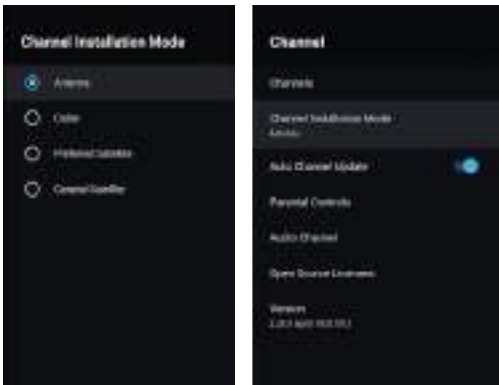 Channel Installation Mode
Antenna
Cable
Preferred Satellite
General Satellite
Channel
Channels
Channel Installation Mode
Antenna
Auto Channel Update
Parental Controls
Audio Channel
Open Source Licenses
Version